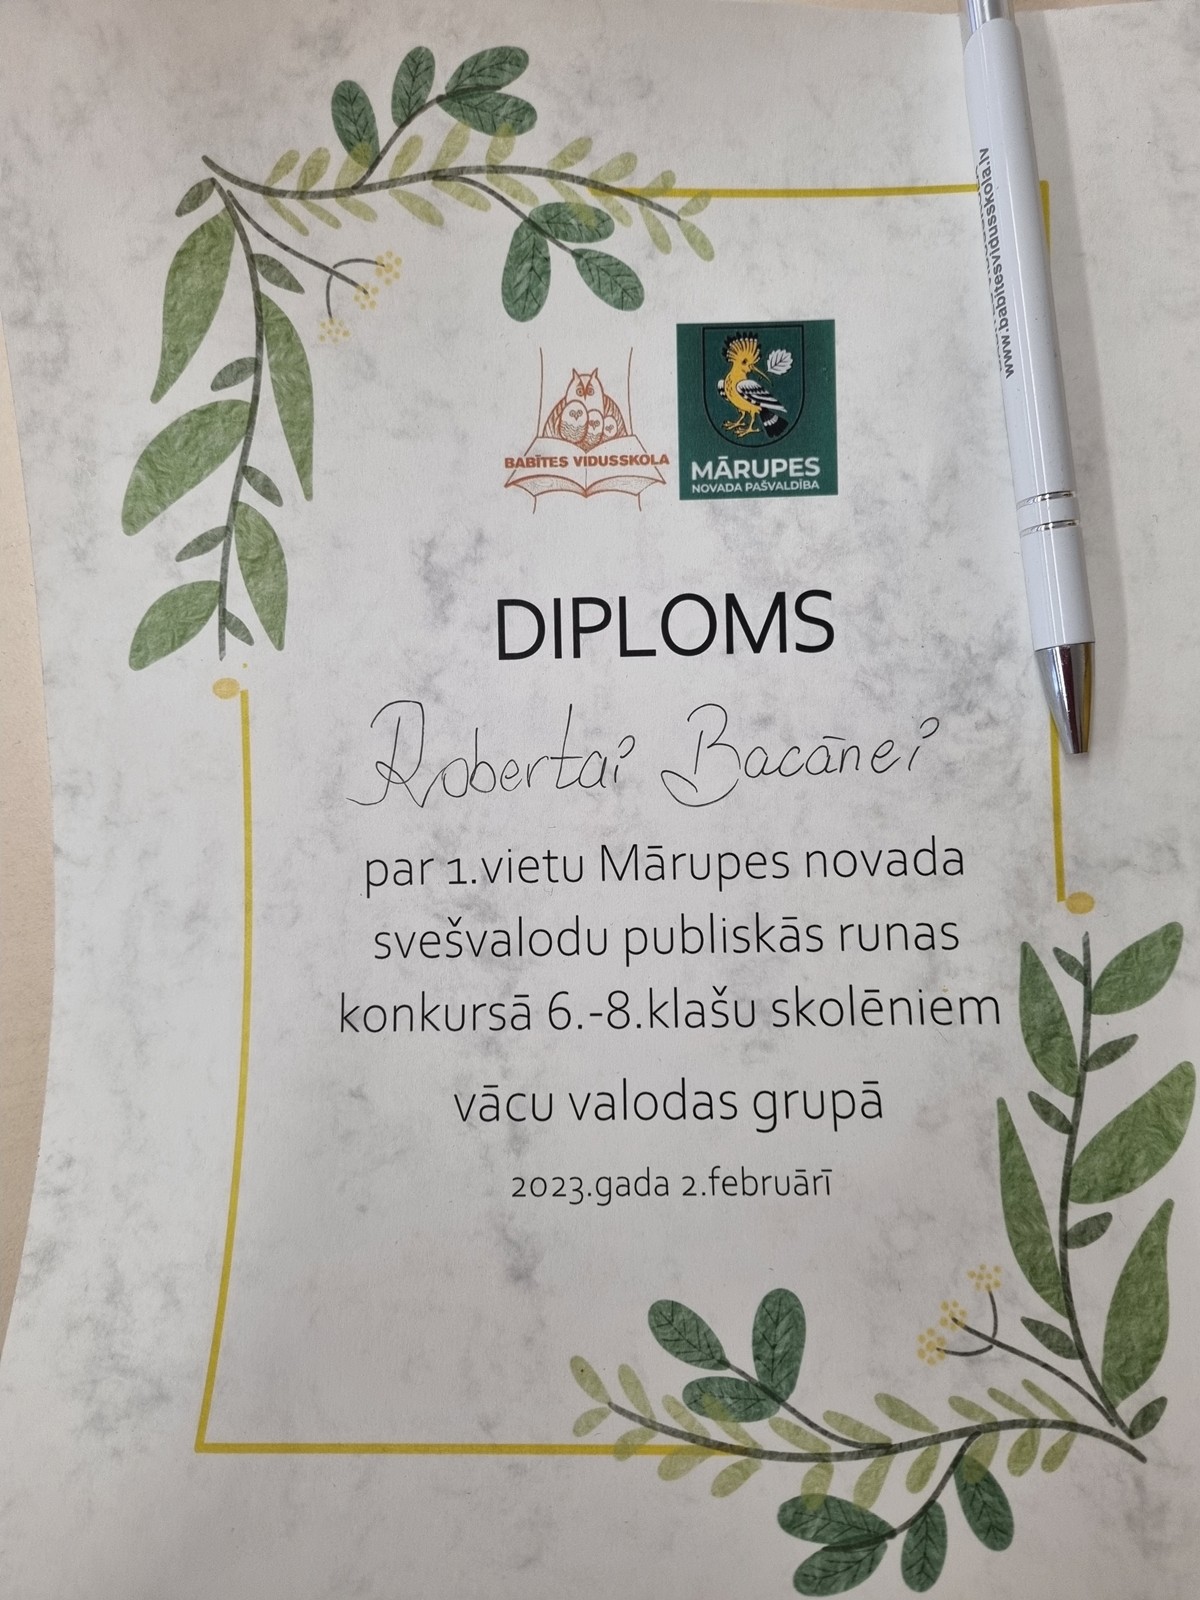 BABĪTES VIDUSSKOLA
MĀRUPES
NOVADA PAŠVALDĪBA
DIPLOMS
Robertai Bacānei
par 1.vietu Mārupes novada
svešvalodu publiskās runas
konkursā 6.-8.klašu skolēniem
vācu valodas grupā
2023.gada 2.februārī
www.babitesvidusskola.lv